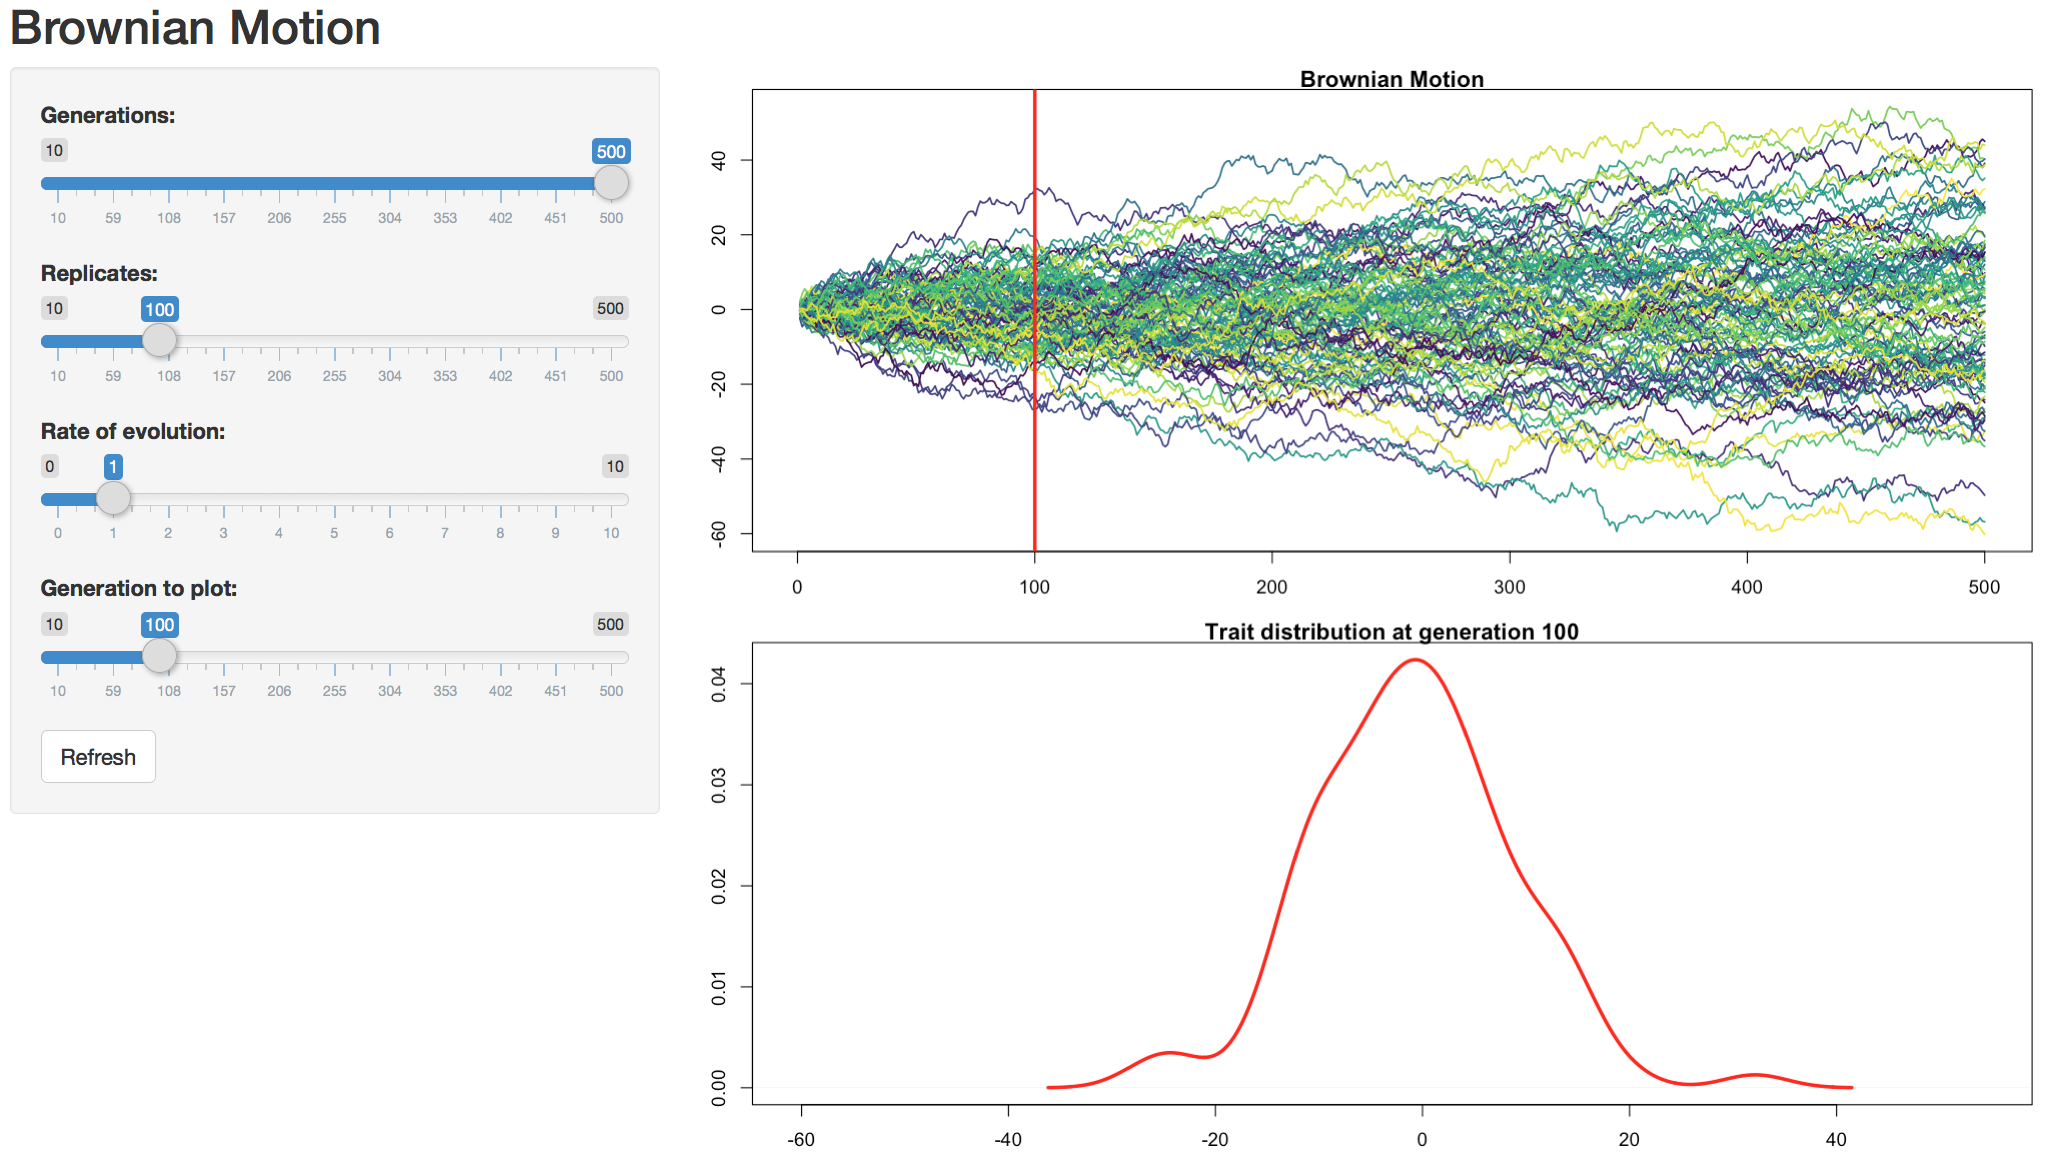 Brownian Motion
Generations:
10 500 500
10 59 108 157 206 255 304 353 402 451 500
Replicates:
10 100 500
10 59 108 157 206 255 304 353 402 451 500
Rate of evolution:
0 1 10
0 1 2 3 4 5 6 7 8 9 10
Generation to plot:
10 100 500
10 59 108 157 206 255 304 353 402 451 500
Refresh
Brownian Motion
40
20
0
-20
-40
-60
0 100 200 300 400 500
Trait distribution at generation 100
0.04
0.03
0.02
0.01
0.00
-60 -40 -20 0 20 40